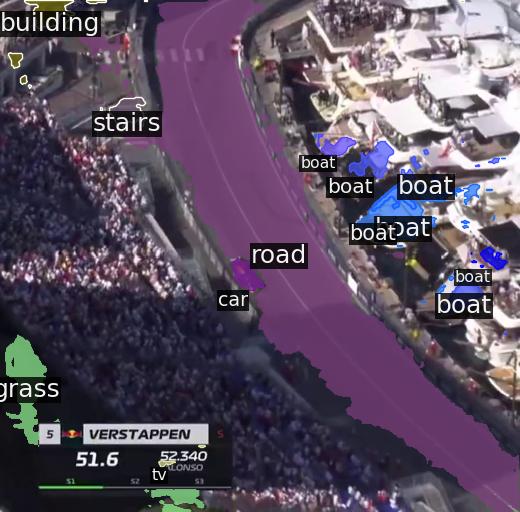 building
stairs
boat
boat
boat
boat
boat
road
boat
car
boat
grass
5 VERSTAPPEN S
51.6 52.340
ALONSO
tv
S1 S2 S3